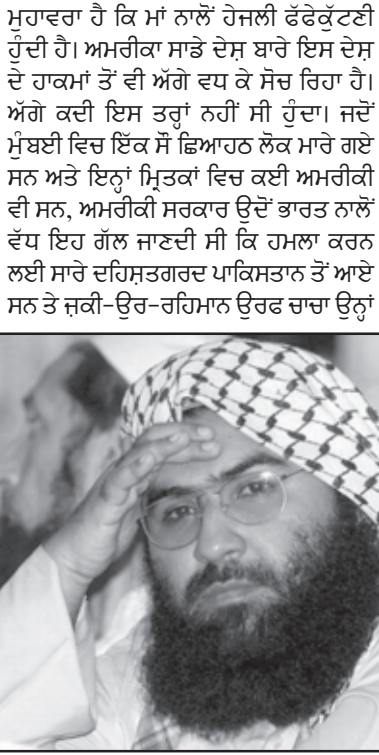 ਮੁਹਾਵਰਾ ਹੈ ਕਿ ਮਾਂ ਨਾਲੋਂ ਹੇਜਲੀ ਫੱਫੇਕੁੱਟਣੀ
ਹੁੰਦੀ ਹੈ। ਅਮਰੀਕਾ ਸਾਡੇ ਦੇਸ਼ ਬਾਰੇ ਇਸ ਦੇਸ਼
ਦੇ ਹਾਕਮਾਂ ਤੋਂ ਵੀ ਅੱਗੇ ਵਧ ਕੇ ਸੋਚ ਰਿਹਾ ਹੈ।
ਅੱਗੇ ਕਦੀ ਇਸ ਤਰ੍ਹਾਂ ਨਹੀਂ ਸੀ ਹੁੰਦਾ। ਜਦੋਂ
ਮੁੰਬਈ ਵਿਚ ਇੱਕ ਸੌ ਛਿਆਹਠ ਲੋਕ ਮਾਰੇ ਗਏ
ਸਨ ਅਤੇ ਇਨ੍ਹਾਂ ਮ੍ਰਿਤਕਾਂ ਵਿਚ ਕਈ ਅਮਰੀਕੀ
ਵੀ ਸਨ, ਅਮਰੀਕੀ ਸਰਕਾਰ ਉਦੋਂ ਭਾਰਤ ਨਾਲੋਂ
ਵੱਧ ਇਹ ਗੱਲ ਜਾਣਦੀ ਸੀ ਕਿ ਹਮਲਾ ਕਰਨ
ਲਈ ਸਾਰੇ ਦਹਿਸ਼ਤਗਰਦ ਪਾਕਿਸਤਾਨ ਤੋਂ ਆਏ
ਸਨ ਤੇ ਜ਼ਕੀ-ਉਰ-ਰਹਿਮਾਨ ਉਰਫ ਚਾਚਾ ਉਨ੍ਹਾਂ